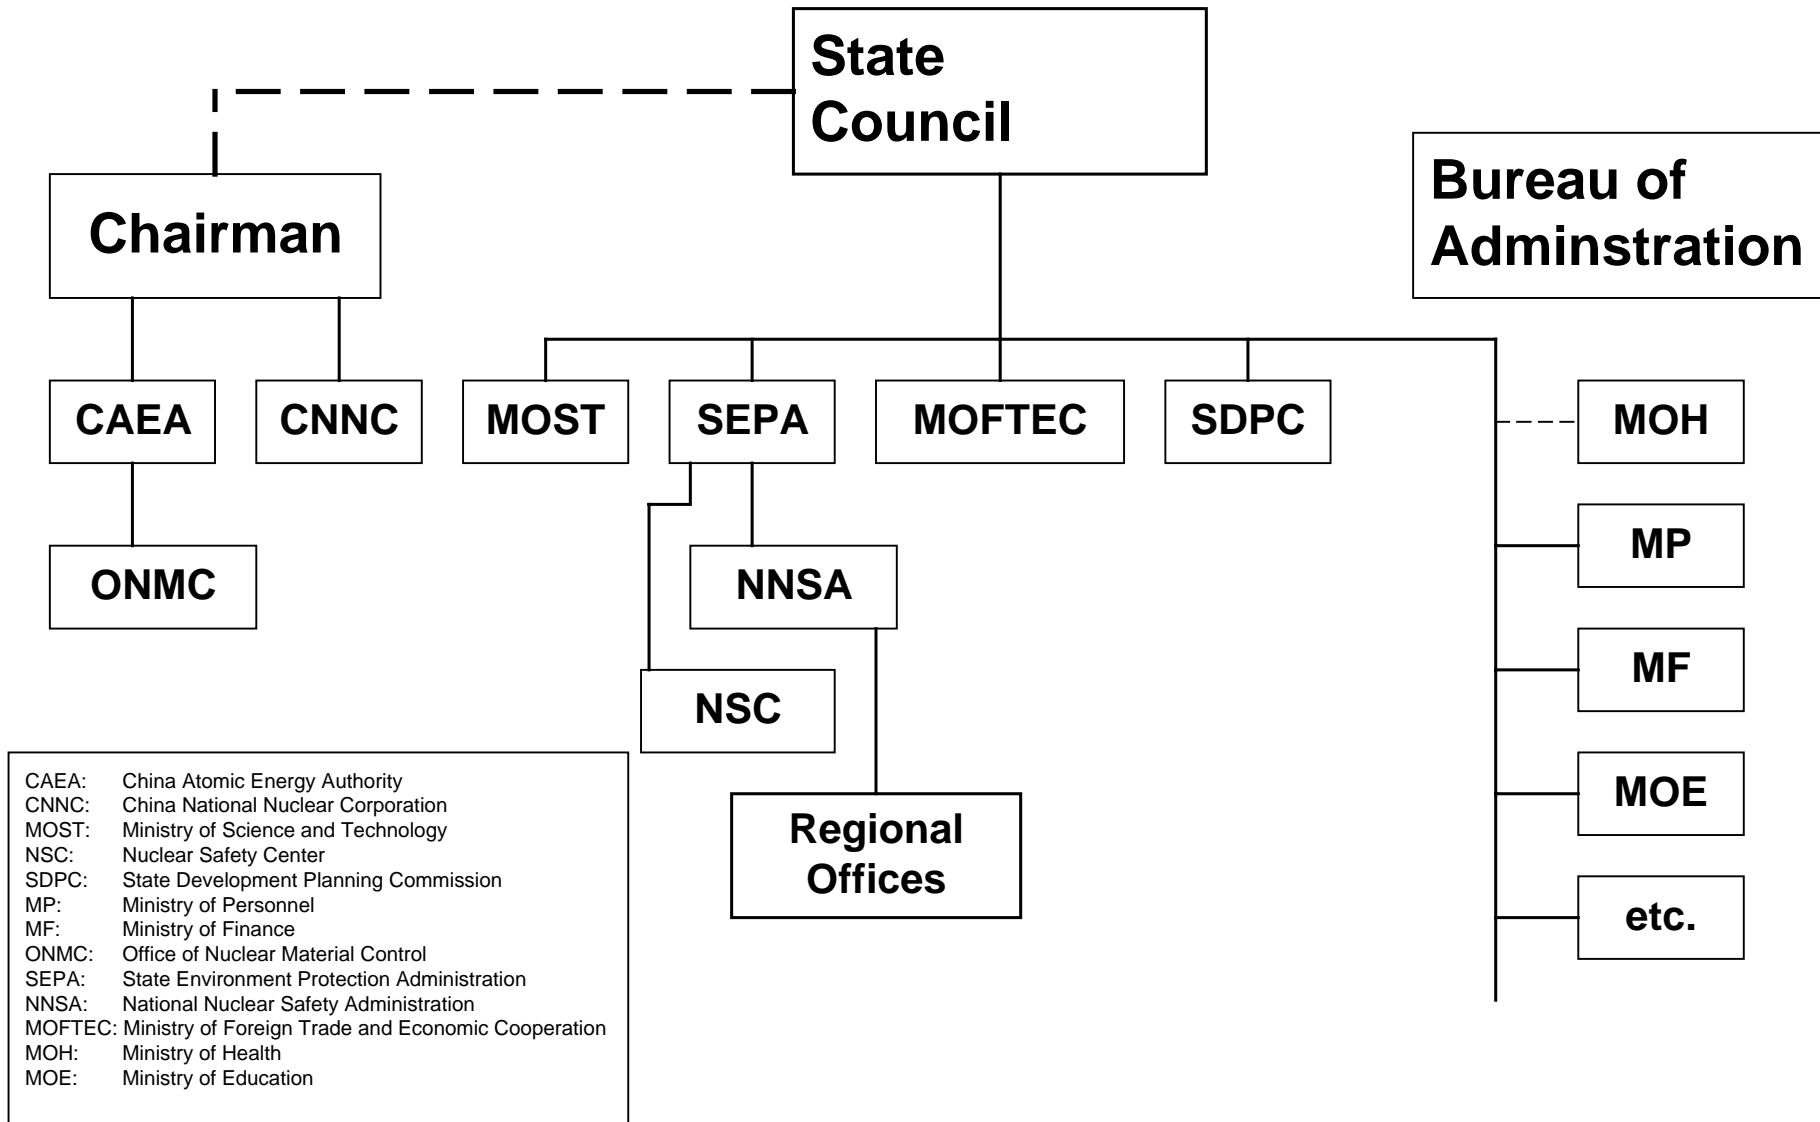 State
Council
Bureau of
Adminstration
Chairman
CAEA
CNNC
MOST
SEPA
MOFTEC
SDPC
MOH
MP
ONMC
NNSA
MF
NSC
MOE
Regional
Offices
etc.
CAEA: China Atomic Energy Authority
CNNC: China National Nuclear Corporation
MOST: Ministry of Science and Technology
NSC: Nuclear Safety Center
SDPC: State Development Planning Commission
MP: Ministry of Personnel
MF: Ministry of Finance
ONMC: Office of Nuclear Material Control
SEPA: State Environment Protection Administration
NNSA: National Nuclear Safety Administration
MOFTEC: Ministry of Foreign Trade and Economic Cooperation
MOH: Ministry of Health
MOE: Ministry of Education